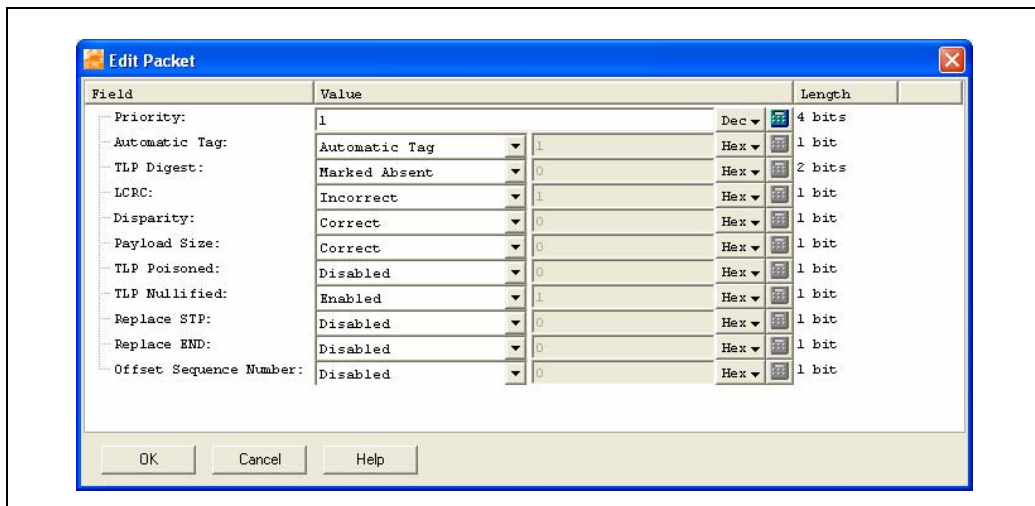 Edit Packet
Field Value Length
Priority: 1 Dec 4 bits
Automatic Tag: Automatic Tag 1 Hex 1 bit
TLP Digest: Marked Absent 0 Hex 2 bits
LCRC: Incorrect 1 Hex 1 bit
Disparity: Correct 0 Hex 1 bit
Payload Size: Correct 0 Hex 1 bit
TLP Poisoned: Disabled 0 Hex 1 bit
TLP Nullified: Enabled 1 Hex 1 bit
Replace STP: Disabled 0 Hex 1 bit
Replace END: Disabled 0 Hex 1 bit
Offset Sequence Number: Disabled 0 Hex 1 bit
OK Cancel Help